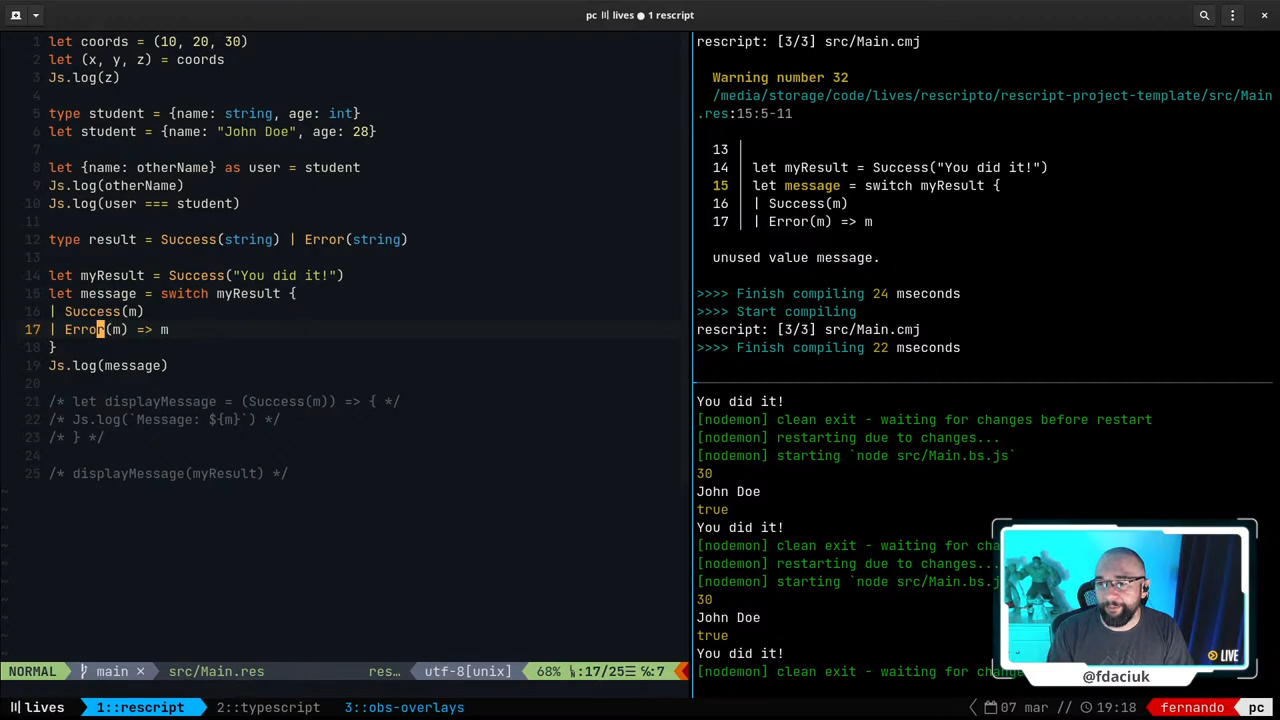 pc lives ● 1 rescript
1 let coords = (10, 20, 30)
2 let (x, y, z) = coords
3 Js.log(z)
4
5 type student = {name: string, age: int}
6 let student = {name: "John Doe", age: 28}
7
8 let {name: otherName} as user = student
9 Js.log(otherName)
10 Js.log(user === student)
11
12 type result = Success(string) | Error(string)
13
14 let myResult = Success("You did it!")
15 let message = switch myResult {
16 | Success(m)
17 | Error(m) => m
18 }
19 Js.log(message)
20
21 /* let displayMessage = (Success(m)) => { */
22 /* Js.log(`Message: ${m}`) */
23 /* } */
24
25 /* displayMessage(myResult) */
~
~
~
~
~
~
~
~
~
NORMAL main × src/Main.res res… utf-8[unix] 68% ㏑:17/25☰ ℅:7
rescript: [3/3] src/Main.cmj
Warning number 32
/media/storage/code/lives/rescripto/rescript-project-template/src/Main
.res:15:5-11
13 │
14 │ let myResult = Success("You did it!")
15 │ let message = switch myResult {
16 │ | Success(m)
17 │ | Error(m) => m
unused value message.
>>>> Finish compiling 24 mseconds
>>>> Start compiling
rescript: [3/3] src/Main.cmj
>>>> Finish compiling 22 mseconds
You did it!
[nodemon] clean exit - waiting for changes before restart
[nodemon] restarting due to changes...
[nodemon] starting `node src/Main.bs.js`
30
John Doe
true
You did it!
[nodemon] clean exit - waiting for cha
[nodemon] restarting due to changes...
[nodemon] starting `node src/Main.bs.j
30
John Doe
true
You did it!
[nodemon] clean exit - waiting for chang
LIVE
@fdaciuk
lives 1::rescript 2::typescript 3::obs-overlays 07 mar // 19:18 fernando pc